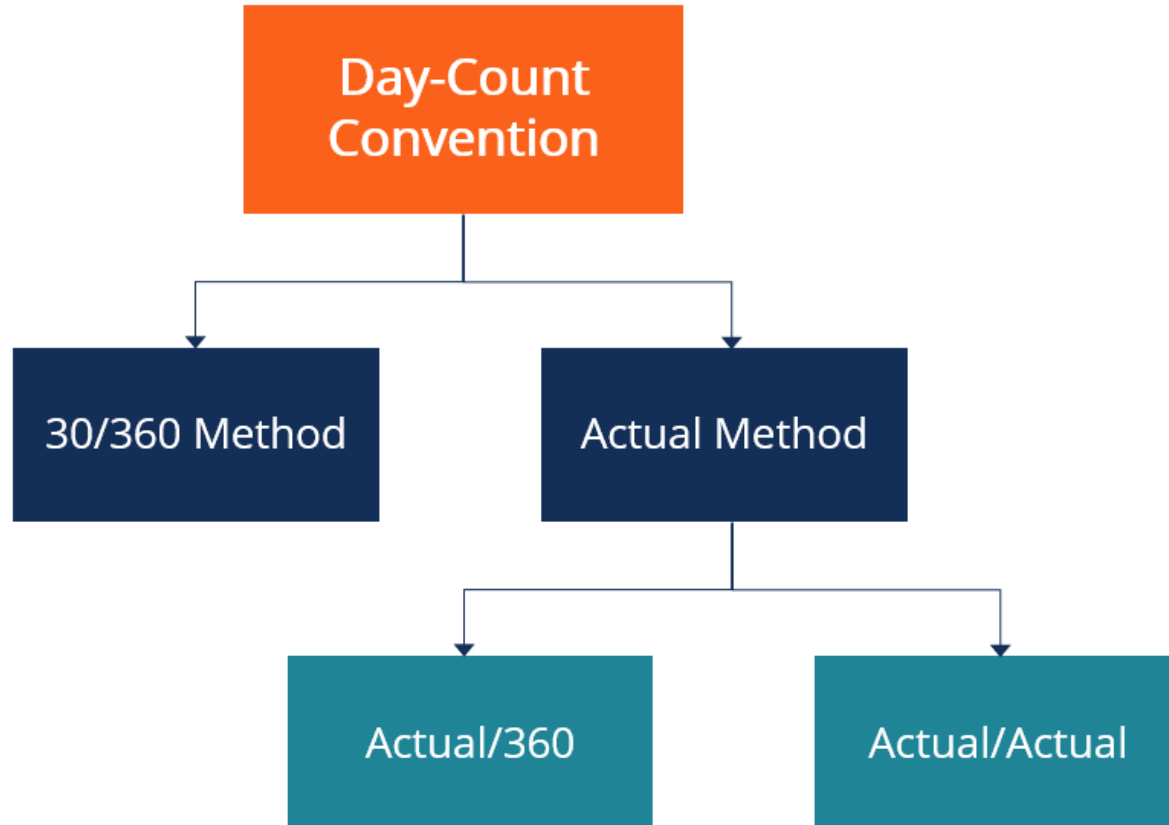 Day-Count
Convention
30/360 Method
Actual Method
Actual/360
Actual/Actual